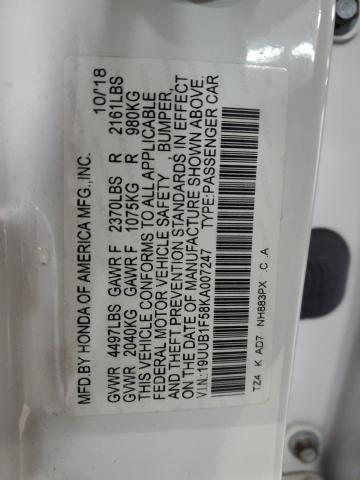 MFD.BY HONDA OF AMERICA MFG.,INC. 10/'18
GVWR 4497LBS GAWR F 2370LBS R 2161LBS
GVWR 2040KG GAWR F 1075KG R 980KG
THIS VEHICLE CONFORMS TO ALL APPLICABLE
FEDERAL MOTOR VEHICLE SAFETY , BUMPER,
AND THEFT PREVENTION STANDARDS IN EFFECT
ON THE DATE OF MANUFACTURE SHOWN ABOVE.
V.I.N.:19UUB1F58KA007247 TYPE:PASSENGER CAR
TZ4 K AD7 NH883PX .C .A